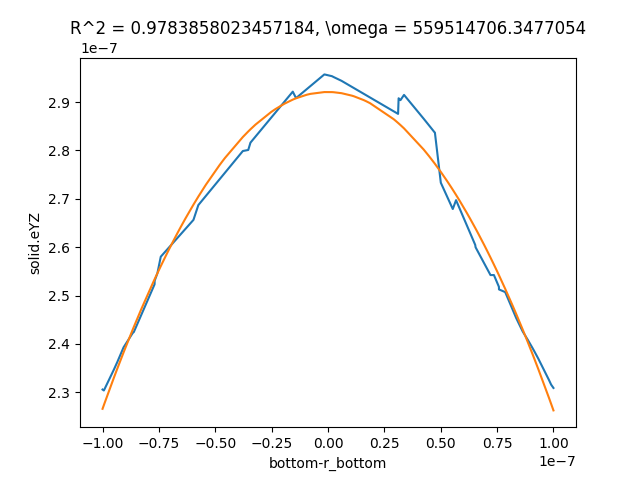 R^2 = 0.9783858023457184, \omega = 559514706.3477054
1e−7
2.9
2.8
2.7
2.6
2.5
2.4
2.3
solid.eYZ
−1.00 −0.75 −0.50 −0.25 0.00 0.25 0.50 0.75 1.00
bottom-r_bottom
1e−7